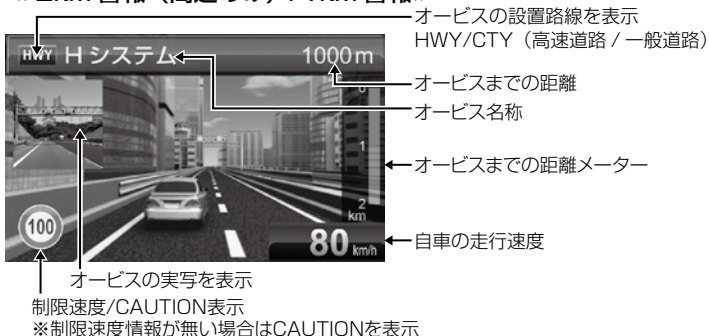 オービスの設置路線を表示
HWY/CTY（高速道路 / 一般道路）
HWY Hシステム 1000m
オービスまでの距離
オービス名称
0
1
オービスまでの距離メーター
2
km
100
80 km/h
自車の走行速度
オービスの実写を表示
制限速度/CAUTION表示
※制限速度情報が無い場合はCAUTIONを表示